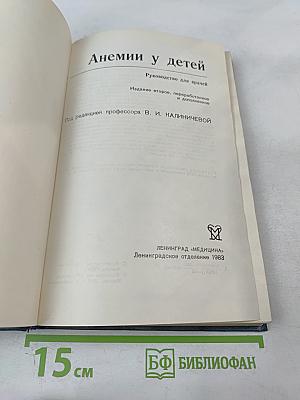 Анемии у детей
Руководство для врачей
Издание второе, переработанное
и дополненное
Под редакцией профессора В. И. КАЛИНИЧЕВОЙ
М
ЛЕНИНГРАД «МЕДИЦИНА»
Ленинградское отделение 1983
15 см
БФ БИБЛИОФАН